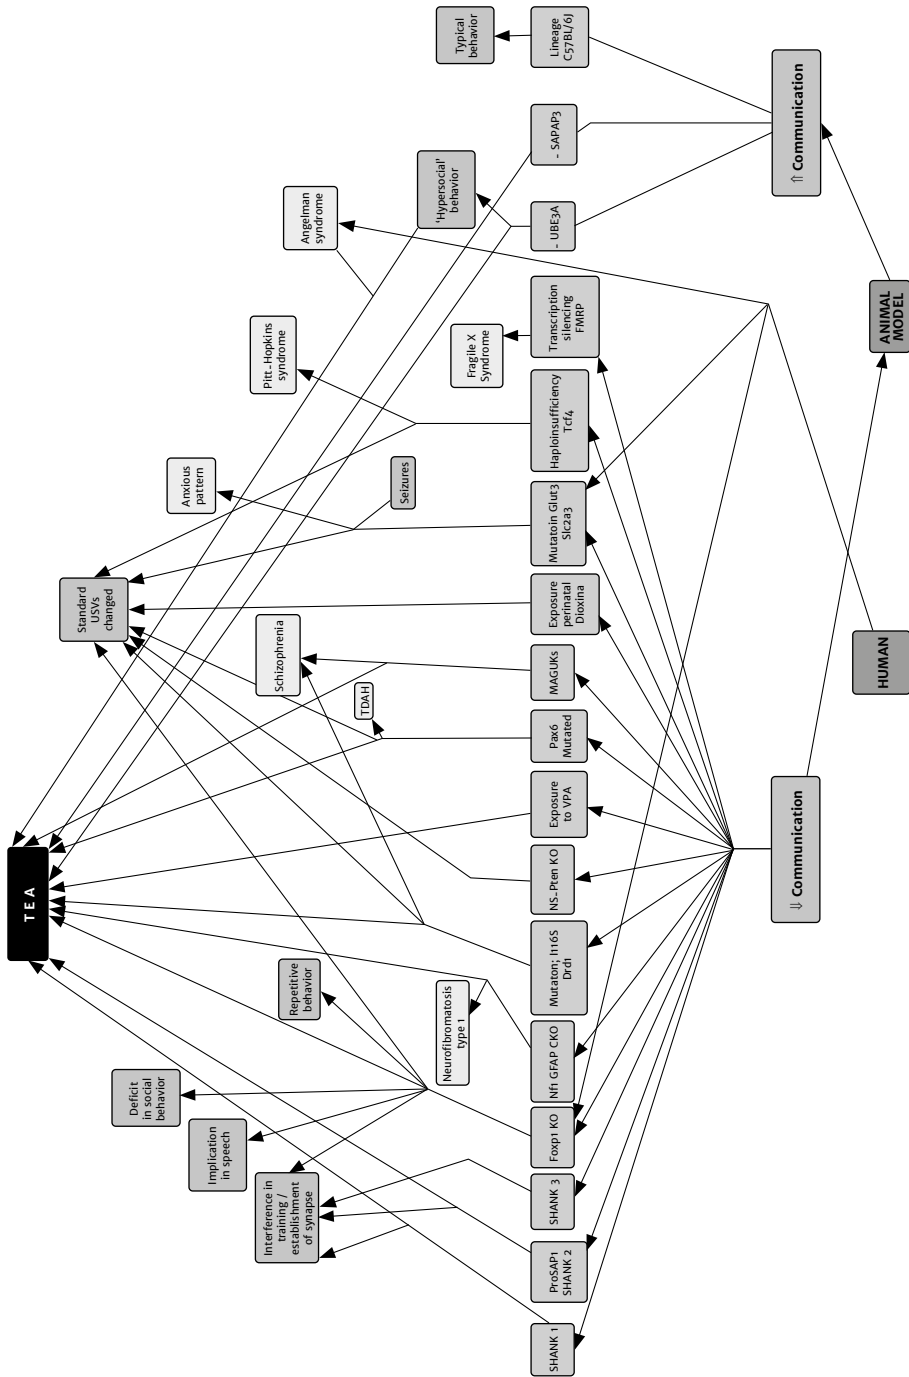 T E A
Standard
USVs
changed
Deficit
in social
behavior
Implication
in speech
Interference in
training /
establishment
of synapse
Repetitive
behavior
Schizophrenia
TDAH
Anxious
pattern
Seizures
Pitt-Hopkins
syndrome
Angelman
syndrome
'Hypersocial'
behavior
Typical
behavior
Neurofibromatosis
type 1
Fragile X
Syndrome
SHANK 1
ProSAP1
SHANK 2
SHANK 3
Foxp1 KO
Nf1 GFAP CKO
Mutaton; I116S
Drd1
NS-Pten KO
Exposure
to VPA
Pax6
Mutated
MAGUKs
Exposure
perinatal
Dioxina
Mutatoin Glut3
Slc2a3
Haploinsufficiency
Tcf4
Transcription
silencing
FMRP
- UBE3A
- SAPAP3
Lineage
C57BL/6J
⇓ Communication
⇑ Communication
HUMAN
ANIMAL
MODEL